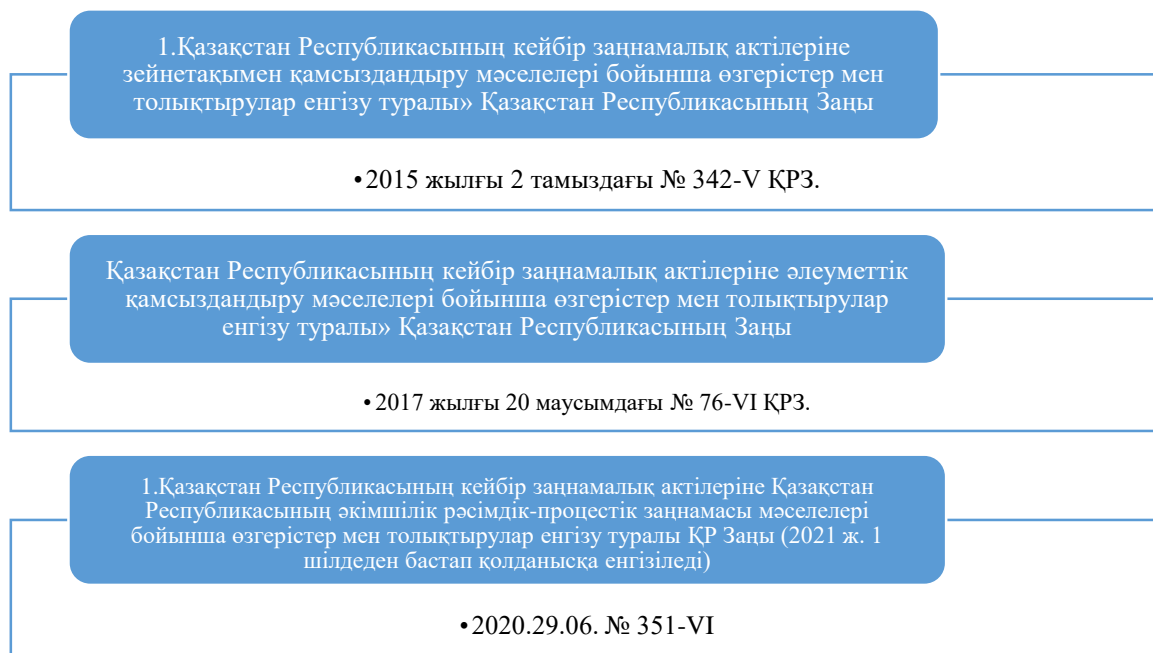 1.Қазақстан Республикасының кейбір заңнамалық актілеріне
зейнетақымен қамсыздандыру мәселелері бойынша өзгерістер мен
толықтырулар енгізу туралы» Қазақстан Республикасының Заңы
•2015 жылғы 2 тамыздағы № 342-V ҚРЗ.
Қазақстан Республикасының кейбір заңнамалық актілеріне әлеуметтік
қамсыздандыру мәселелері бойынша өзгерістер мен толықтырулар
енгізу туралы» Қазақстан Республикасының Заңы
•2017 жылғы 20 маусымдағы № 76-VI ҚРЗ.
1.Қазақстан Республикасының кейбір заңнамалық актілеріне Қазақстан
Республикасының әкімшілік рәсімдік-процестік заңнамасы мәселелері
бойынша өзгерістер мен толықтырулар енгізу туралы ҚР Заңы (2021 ж. 1
шілдеден бастап қолданысқа енгізіледі)
•2020.29.06. № 351-VI